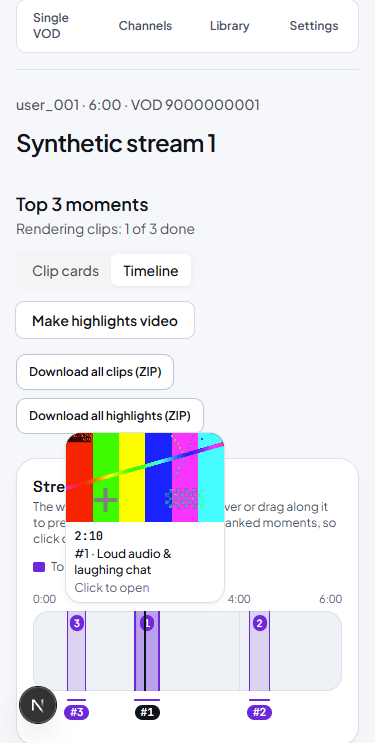 Single
VOD
Channels
Library
Settings
user_001 · 6:00 · VOD 9000000001
Synthetic stream 1
Top 3 moments
Rendering clips: 1 of 3 done
Clip cards
Timeline
Make highlights video
Download all clips (ZIP)
Download all highlights (ZIP)
Stre
The w
ver or drag along it
to pre
anked moments, so
click
To
2:10
#1 · Loud audio &
laughing chat
Click to open
0:00
4:00
6:00
3
1
2
N
#3
#1
#2